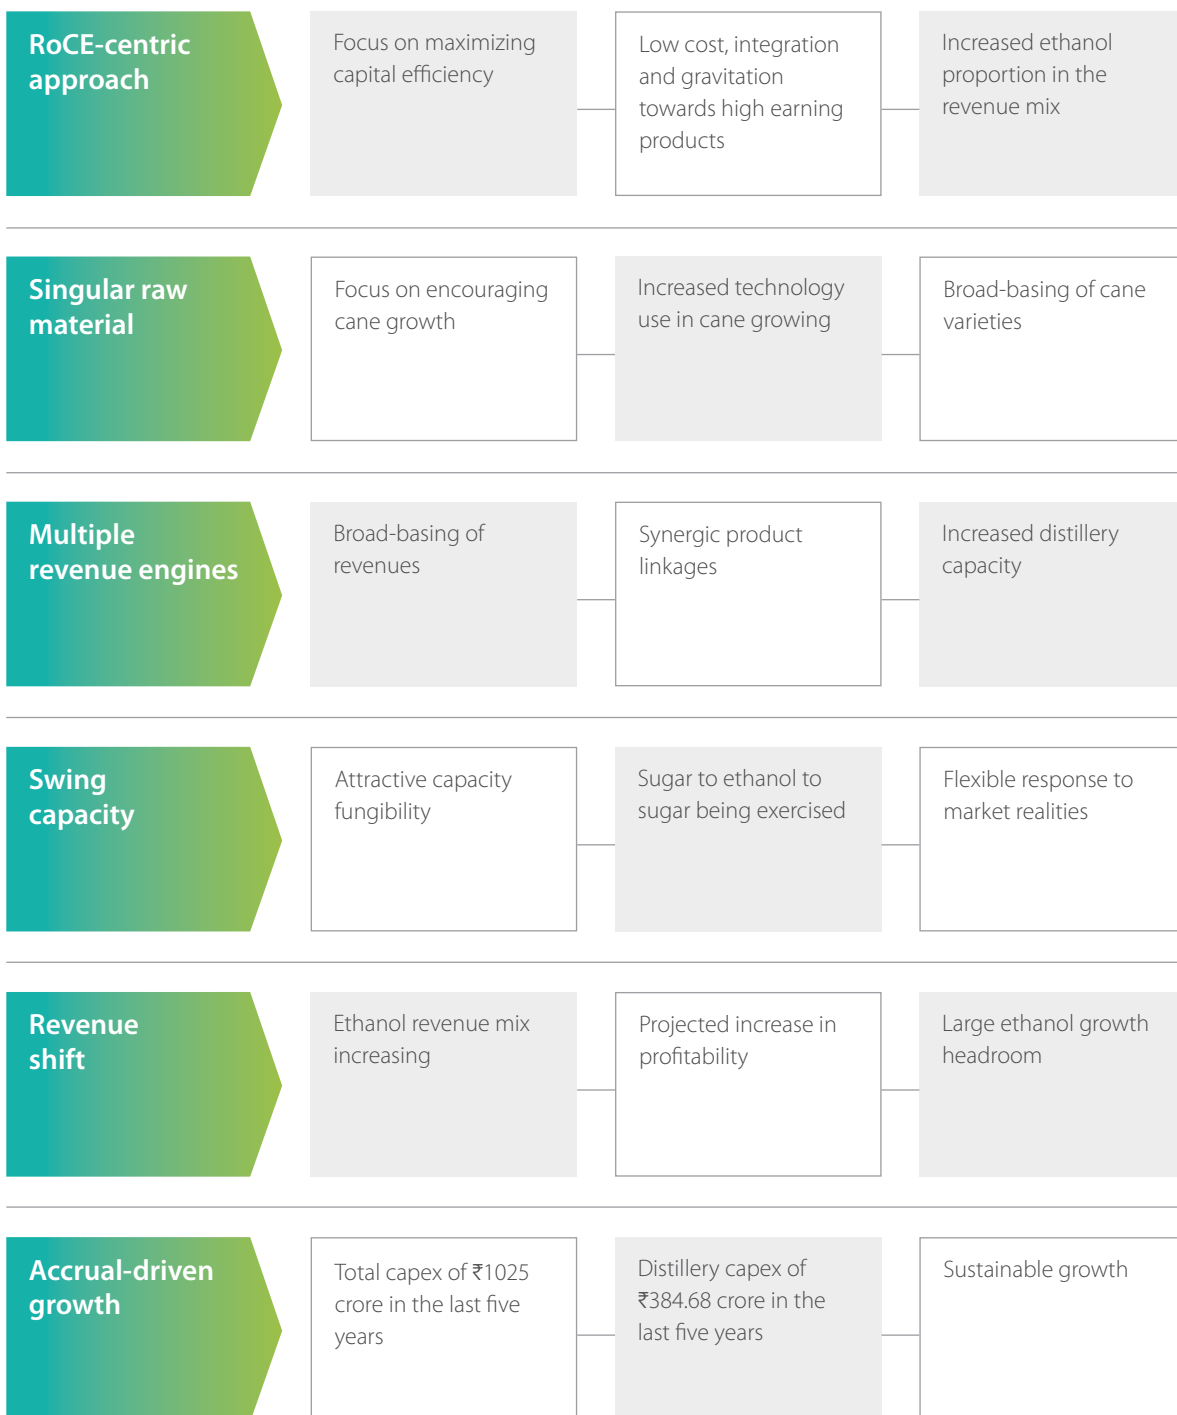 RoCE-centric
approach
Focus on maximizing
capital efficiency
Low cost, integration
and gravitation
towards high earning
products
Increased ethanol
proportion in the
revenue mix
Singular raw
material
Focus on encouraging
cane growth
Increased technology
use in cane growing
Broad-basing of cane
varieties
Multiple
revenue engines
Broad-basing of
revenues
Synergic product
linkages
Increased distillery
capacity
Swing
capacity
Attractive capacity
fungibility
Sugar to ethanol to
sugar being exercised
Flexible response to
market realities
Revenue
shift
Ethanol revenue mix
increasing
Projected increase in
profitability
Large ethanol growth
headroom
Accrual-driven
growth
Total capex of ₹1025
crore in the last five
years
Distillery capex of
₹384.68 crore in the
last five years
Sustainable growth